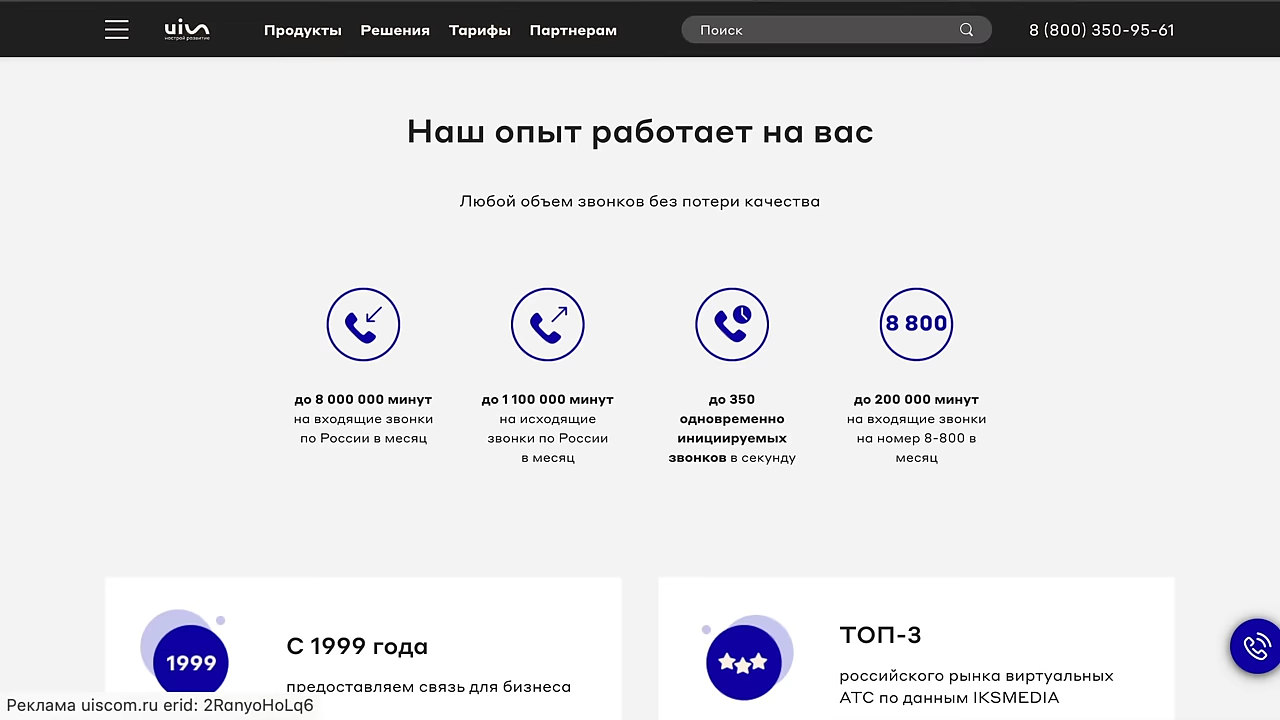 uis
настрой развитие
Продукты Решения Тарифы Партнерам
Поиск
8 (800) 350-95-61
Наш опыт работает на вас
Любой объем звонков без потери качества
8 800
до 8 000 000 минут
на входящие звонки
по России в месяц
до 1 100 000 минут
на исходящие
звонки по России
в месяц
до 350
одновременно
инициируемых
звонков в секунду
до 200 000 минут
на входящие звонки
на номер 8-800 в
месяц
1999
С 1999 года
предоставляем связь для бизнеса
ТОП-3
российского рынка виртуальных
АТС по данным IKSMEDIA
Реклама uiscom.ru erid: 2RanyoHoLq6